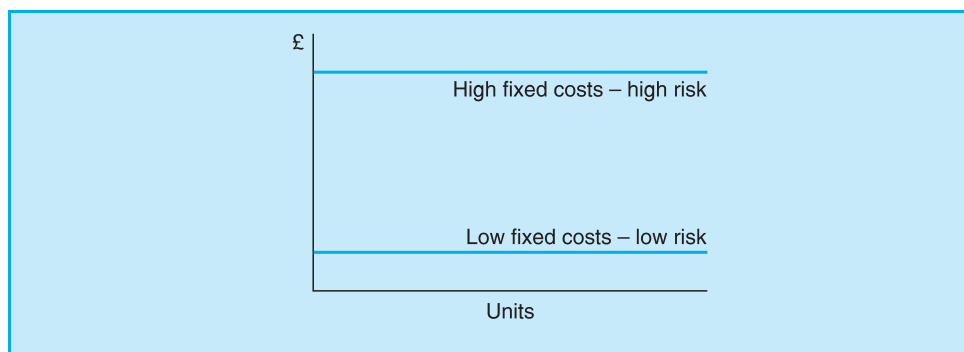 £
High fixed costs – high risk
Low fixed costs – low risk
Units